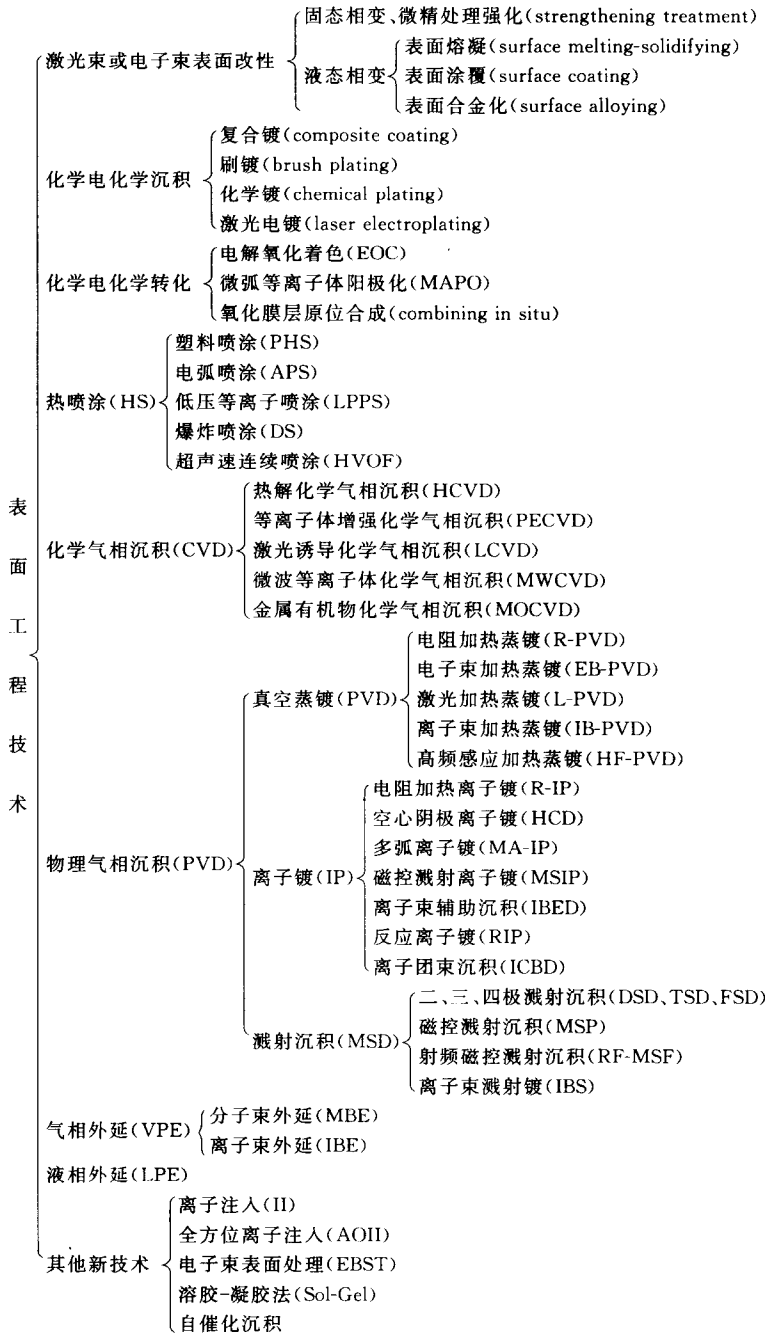 表面工程技术
激光束或电子束表面改性
固态相变、微精处理强化(strengthening treatment)
液态相变
表面熔凝(surface melting-solidifying)
表面涂覆(surface coating)
表面合金化(surface alloying)
化学电化学沉积
复合镀(composite coating)
刷镀(brush plating)
化学镀(chemical plating)
激光电镀(laser electroplating)
化学电化学转化
电解氧化着色(EOC)
微弧等离子体阳极化(MAPO)
氧化膜层原位合成(combining in situ)
热喷涂(HS)
塑料喷涂(PHS)
电弧喷涂(APS)
低压等离子喷涂(LPPS)
爆炸喷涂(DS)
超声速连续喷涂(HVOF)
化学气相沉积(CVD)
热解化学气相沉积(HCVD)
等离子体增强化学气相沉积(PECVD)
激光诱导化学气相沉积(LCVD)
微波等离子体化学气相沉积(MWCVD)
金属有机物化学气相沉积(MOCVD)
物理气相沉积(PVD)
真空蒸镀(PVD)
电阻加热蒸镀(R-PVD)
电子束加热蒸镀(EB-PVD)
激光加热蒸镀(L-PVD)
离子束加热蒸镀(IB-PVD)
高频感应加热蒸镀(HF-PVD)
离子镀(IP)
电阻加热离子镀(R-IP)
空心阴极离子镀(HCD)
多弧离子镀(MA-IP)
磁控溅射离子镀(MSIP)
离子束辅助沉积(IBED)
反应离子镀(RIP)
离子团束沉积(ICBD)
溅射沉积(MSD)
二、三、四极溅射沉积(DSD、TSD、FSD)
磁控溅射沉积(MSP)
射频磁控溅射沉积(RF-MSF)
离子束溅射镀(IBS)
气相外延(VPE)
分子束外延(MBE)
离子束外延(IBE)
液相外延(LPE)
其他新技术
离子注入(II)
全方位离子注入(AOII)
电子束表面处理(EBST)
溶胶-凝胶法(Sol-Gel)
自催化沉积